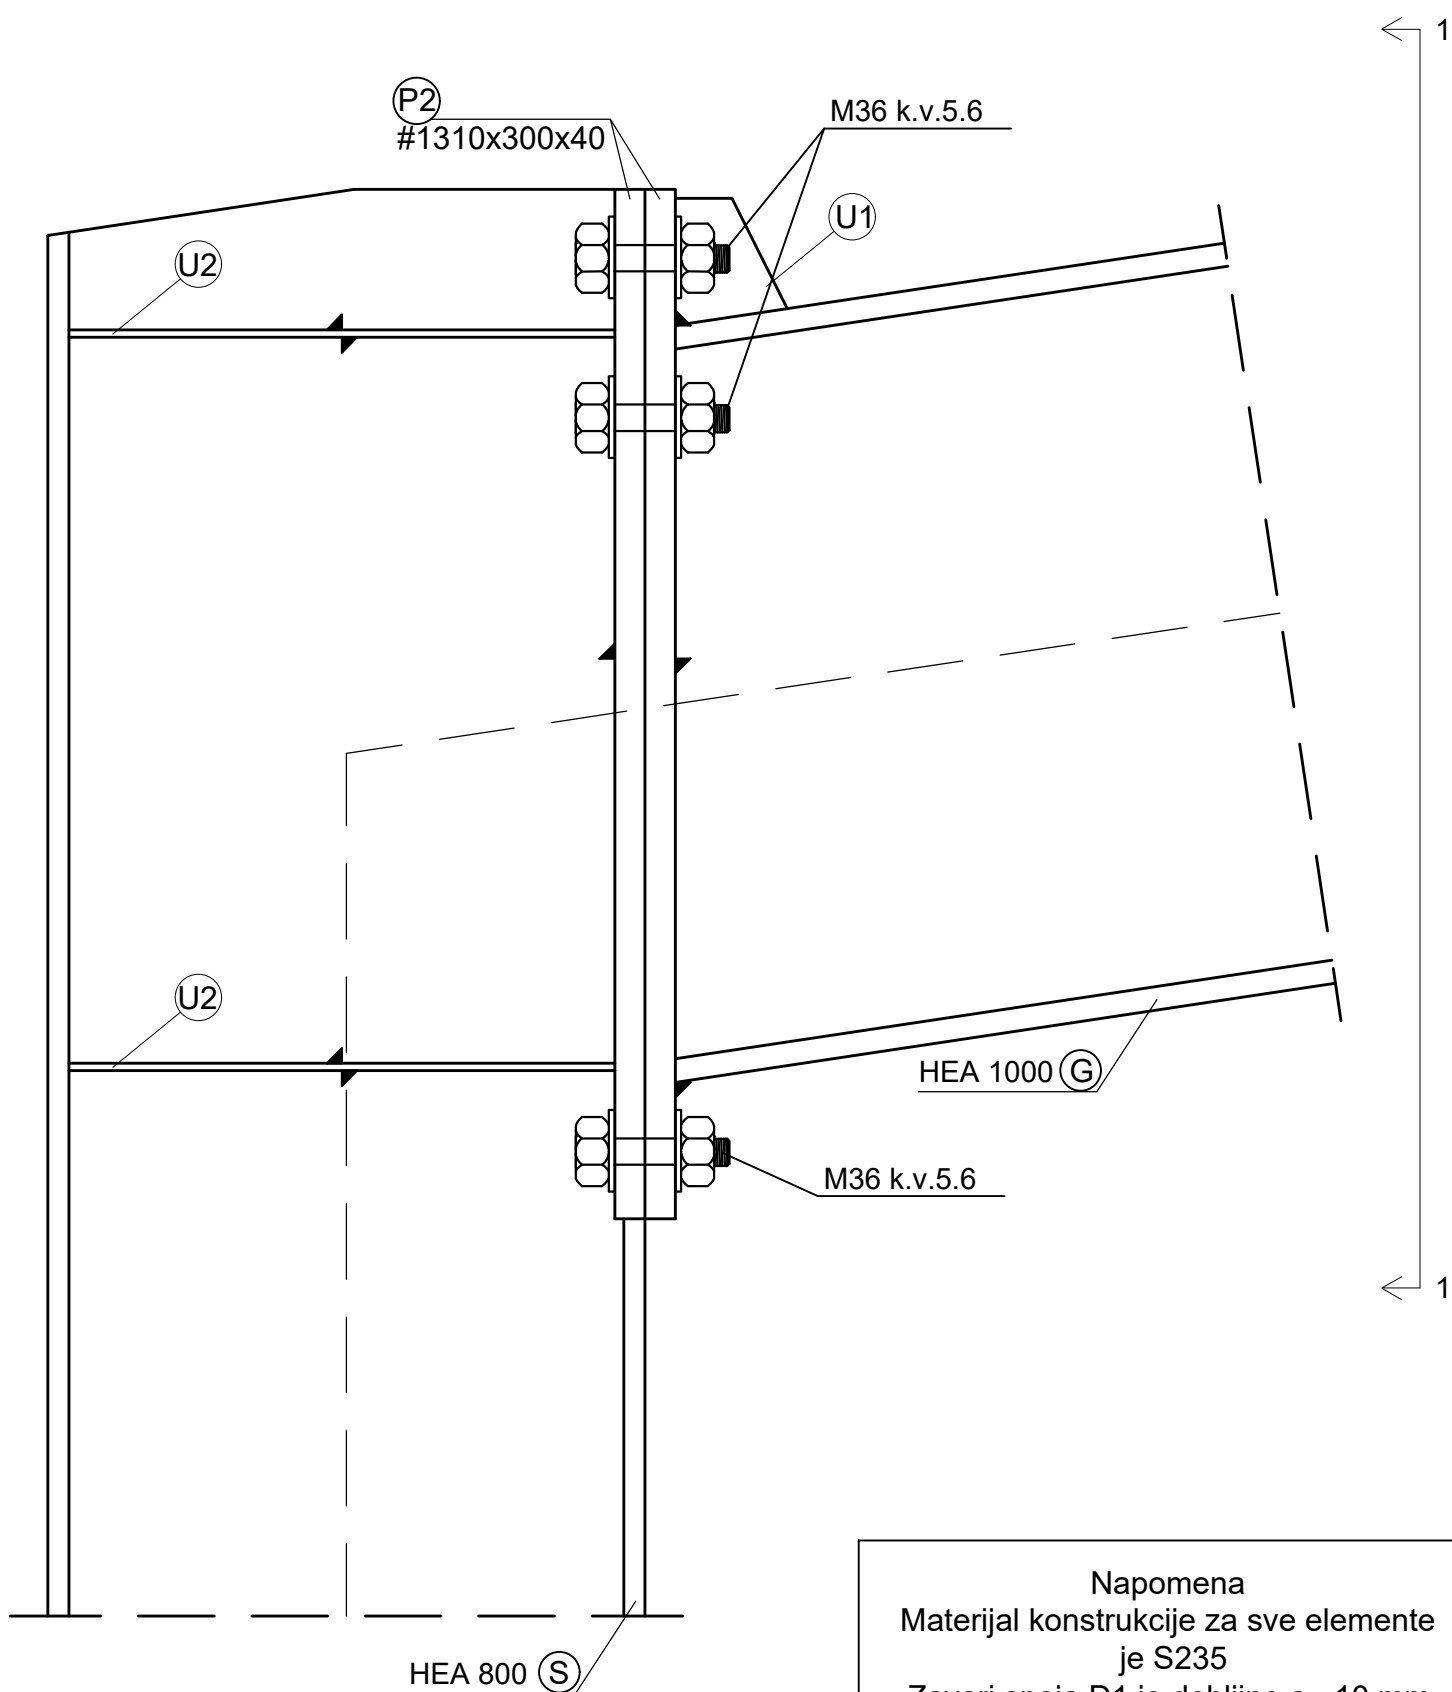 1
P2
#1310x300x40
M36 k.v.5.6
U1
U2
U2
HEA 1000 G
M36 k.v.5.6
1
HEA 800 S
Napomena
Materijal konstrukcije za sve elemente
je S235